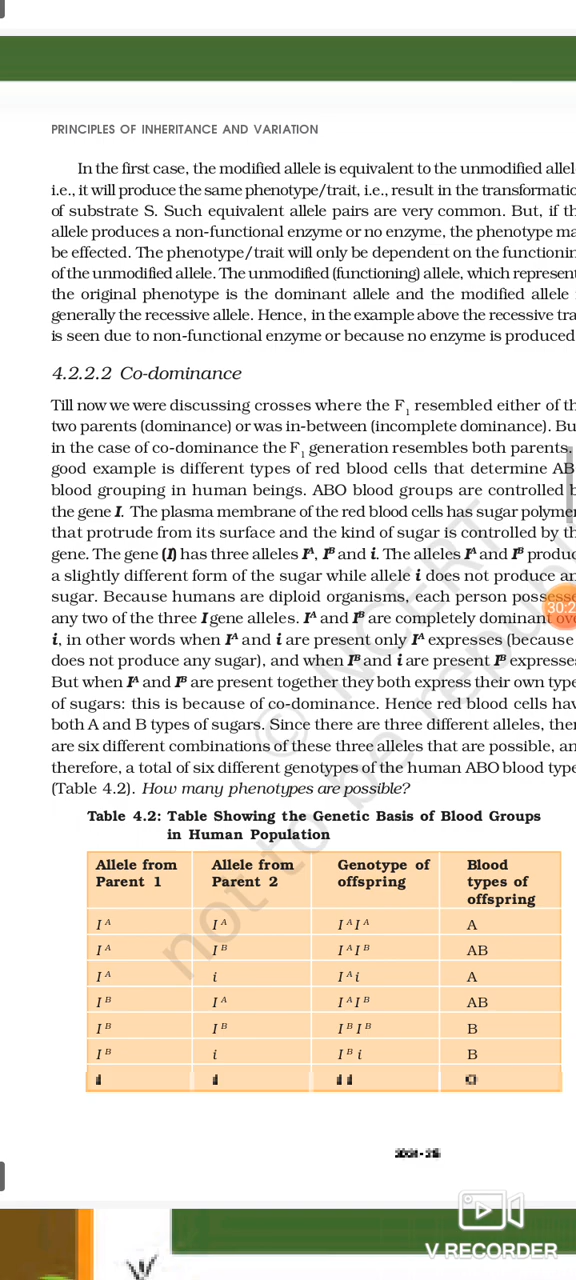 PRINCIPLES OF INHERITANCE AND VARIATION
In the first case, the modified allele is equivalent to the unmodified allel
i.e., it will produce the same phenotype/trait, i.e., result in the transformatio
of substrate S. Such equivalent allele pairs are very common. But, if th
allele produces a non-functional enzyme or no enzyme, the phenotype ma
be effected. The phenotype/trait will only be dependent on the functionin
of the unmodified allele. The unmodified (functioning) allele, which represent
the original phenotype is the dominant allele and the modified allele
generally the recessive allele. Hence, in the example above the recessive tra
is seen due to non-functional enzyme or because no enzyme is produced
4.2.2.2 Co-dominance
Till now we were discussing crosses where the F1 resembled either of th
two parents (dominance) or was in-between (incomplete dominance). Bu
in the case of co-dominance the F1 generation resembles both parents.
good example is different types of red blood cells that determine AB
blood grouping in human beings. ABO blood groups are controlled b
the gene I. The plasma membrane of the red blood cells has sugar polymer
that protrude from its surface and the kind of sugar is controlled by th
gene. The gene (I) has three alleles Iᴬ, Iᴮ and i. The alleles Iᴬ and Iᴮ produc
a slightly different form of the sugar while allele i does not produce an
sugar. Because humans are diploid organisms, each person possesse
any two of the three I gene alleles. Iᴬ and Iᴮ are completely dominant ove
i, in other words when Iᴬ and i are present only Iᴬ expresses (because
does not produce any sugar), and when Iᴮ and i are present Iᴮ expresses
But when Iᴬ and Iᴮ are present together they both express their own type
of sugars: this is because of co-dominance. Hence red blood cells hav
both A and B types of sugars. Since there are three different alleles, ther
are six different combinations of these three alleles that are possible, an
therefore, a total of six different genotypes of the human ABO blood type
(Table 4.2). How many phenotypes are possible?
Table 4.2: Table Showing the Genetic Basis of Blood Groups
in Human Population
Allele from Parent 1 Allele from Parent 2 Genotype of offspring Blood types of offspring
Iᴬ Iᴬ IᴬIᴬ A
Iᴬ Iᴮ IᴬIᴮ AB
Iᴬ i Iᴬi A
Iᴮ Iᴬ IᴬIᴮ AB
Iᴮ Iᴮ IᴮIᴮ B
Iᴮ i Iᴮi B
© NCERT
not to be republ
30:2
V RECORDER